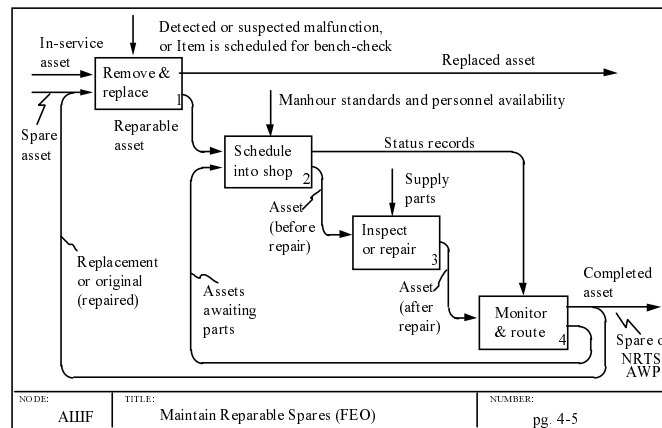 Detected or suspected malfunction,
or Item is scheduled for bench-check
In-service
asset
Remove &
replace
1
Replaced asset
Spare
asset
Reparable
asset
Manhour standards and personnel availability
Schedule
into shop
2
Status records
Supply
parts
Asset
(before
repair)
Inspect
or repair
3
Replacement
or original
(repaired)
Assets
awaiting
parts
Asset
(after
repair)
Monitor
& route
4
Completed
asset
Spare o
NRTS
AWP
NODE:
AШF
TITLE:
Maintain Reparable Spares (FEO)
NUMBER:
pg. 4-5